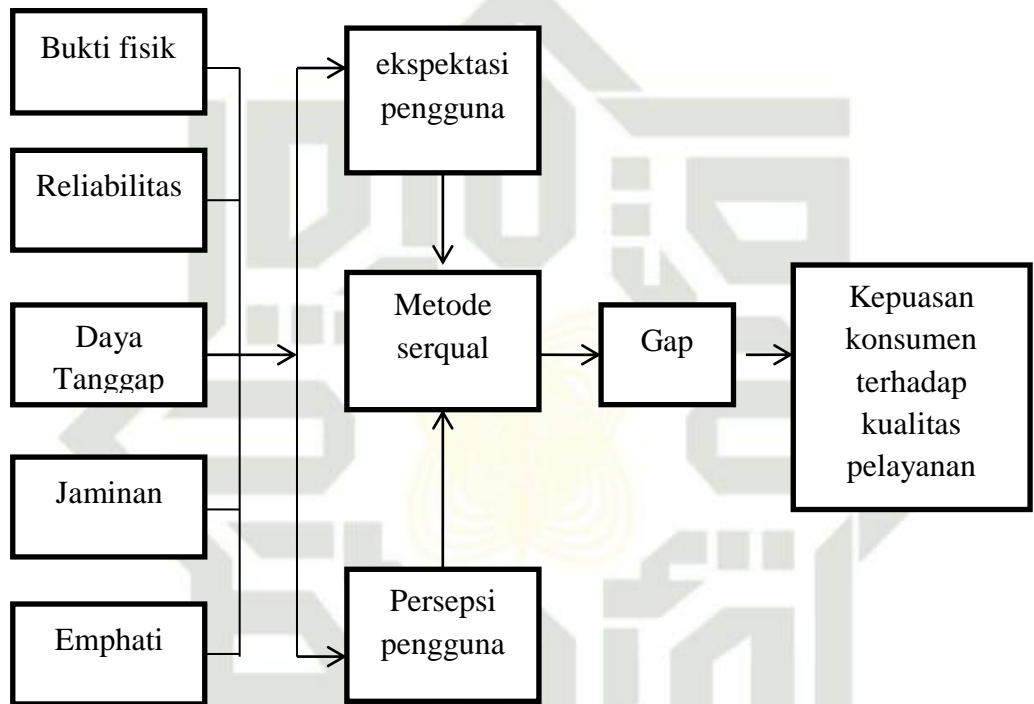 Bukti fisik
Reliabilitas
Daya
Tanggap
Jaminan
Emphati
ekspektasi
pengguna
Metode
serqual
Persepsi
pengguna
Gap
Kepuasan
konsumen
terhadap
kualitas
pelayanan